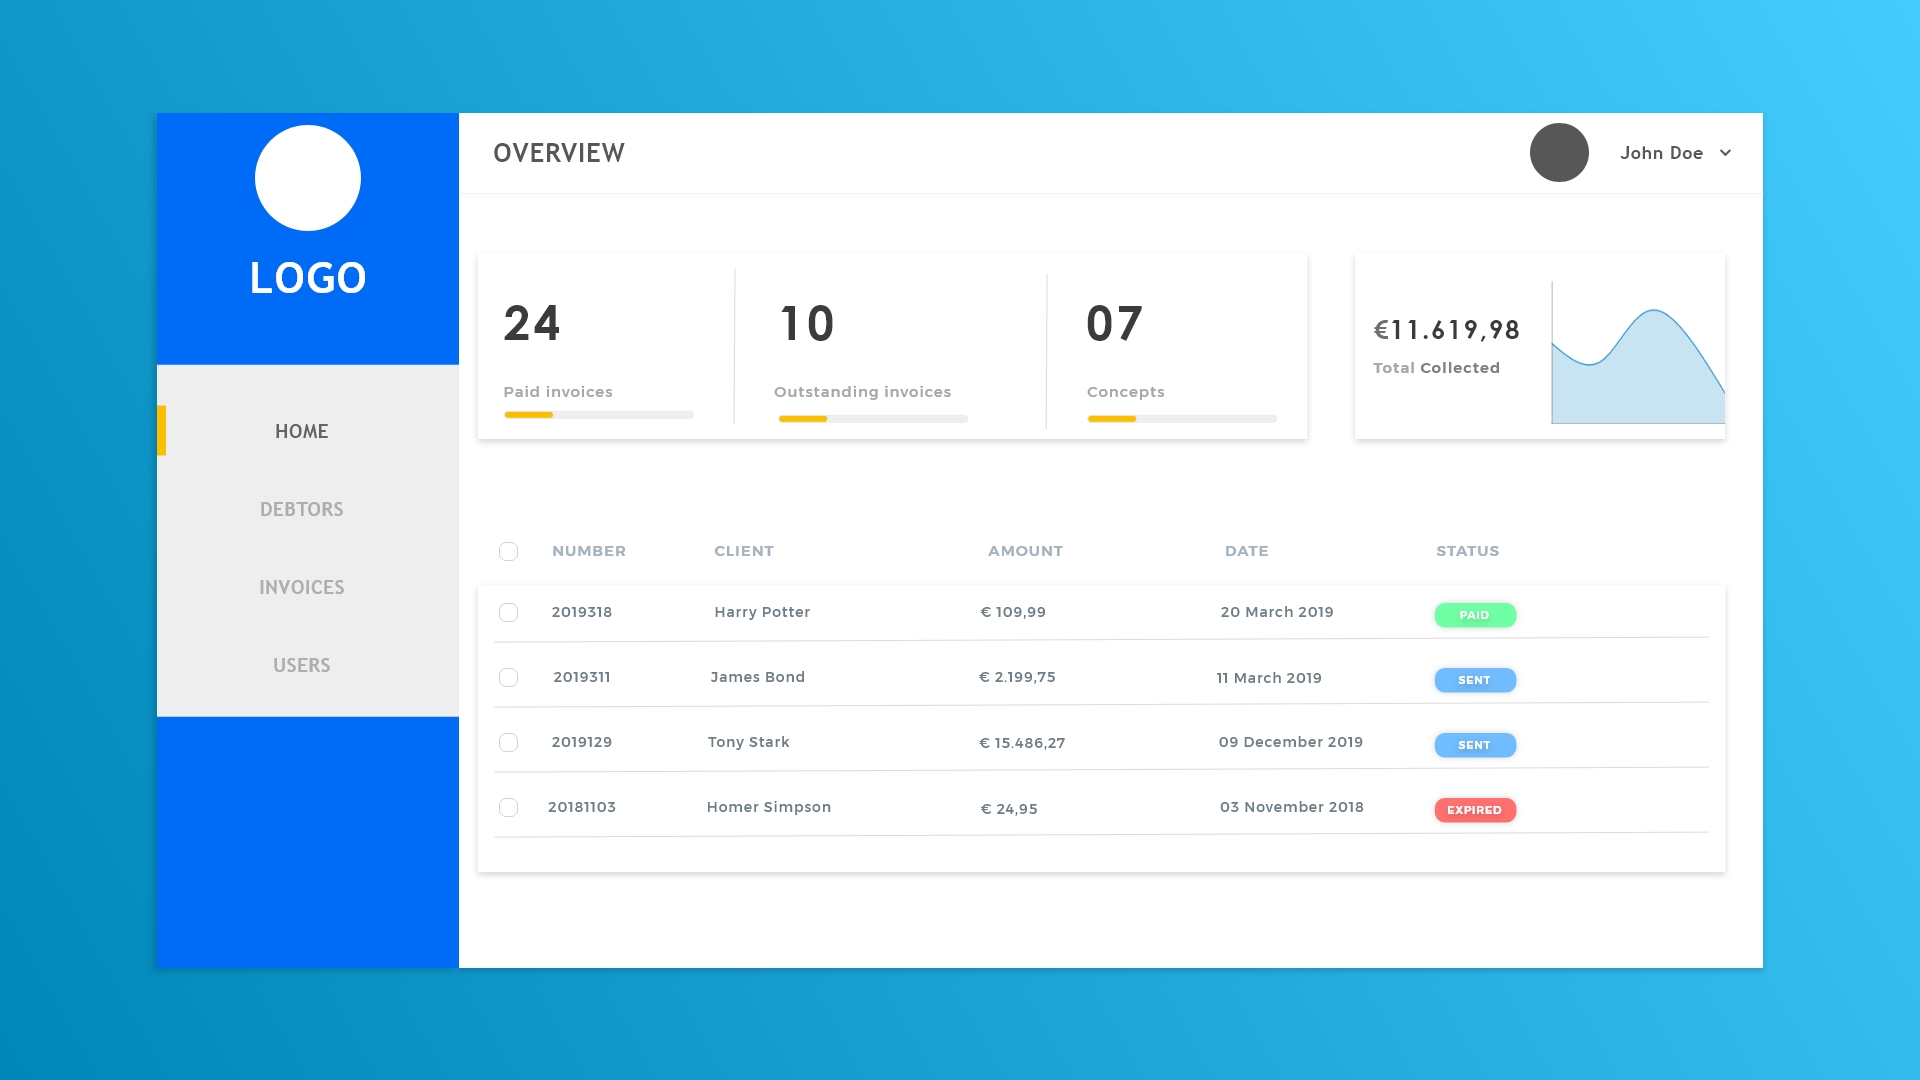 LOGO
HOME
DEBTORS
INVOICES
USERS
OVERVIEW
John Doe
24
Paid invoices
10
Outstanding invoices
07
Concepts
€11.619,98
Total Collected
NUMBER CLIENT AMOUNT DATE STATUS
2019318 Harry Potter € 109,99 20 March 2019 PAID
2019311 James Bond € 2.199,75 11 March 2019 SENT
2019129 Tony Stark € 15.486,27 09 December 2019 SENT
20181103 Homer Simpson € 24,95 03 November 2018 EXPIRED